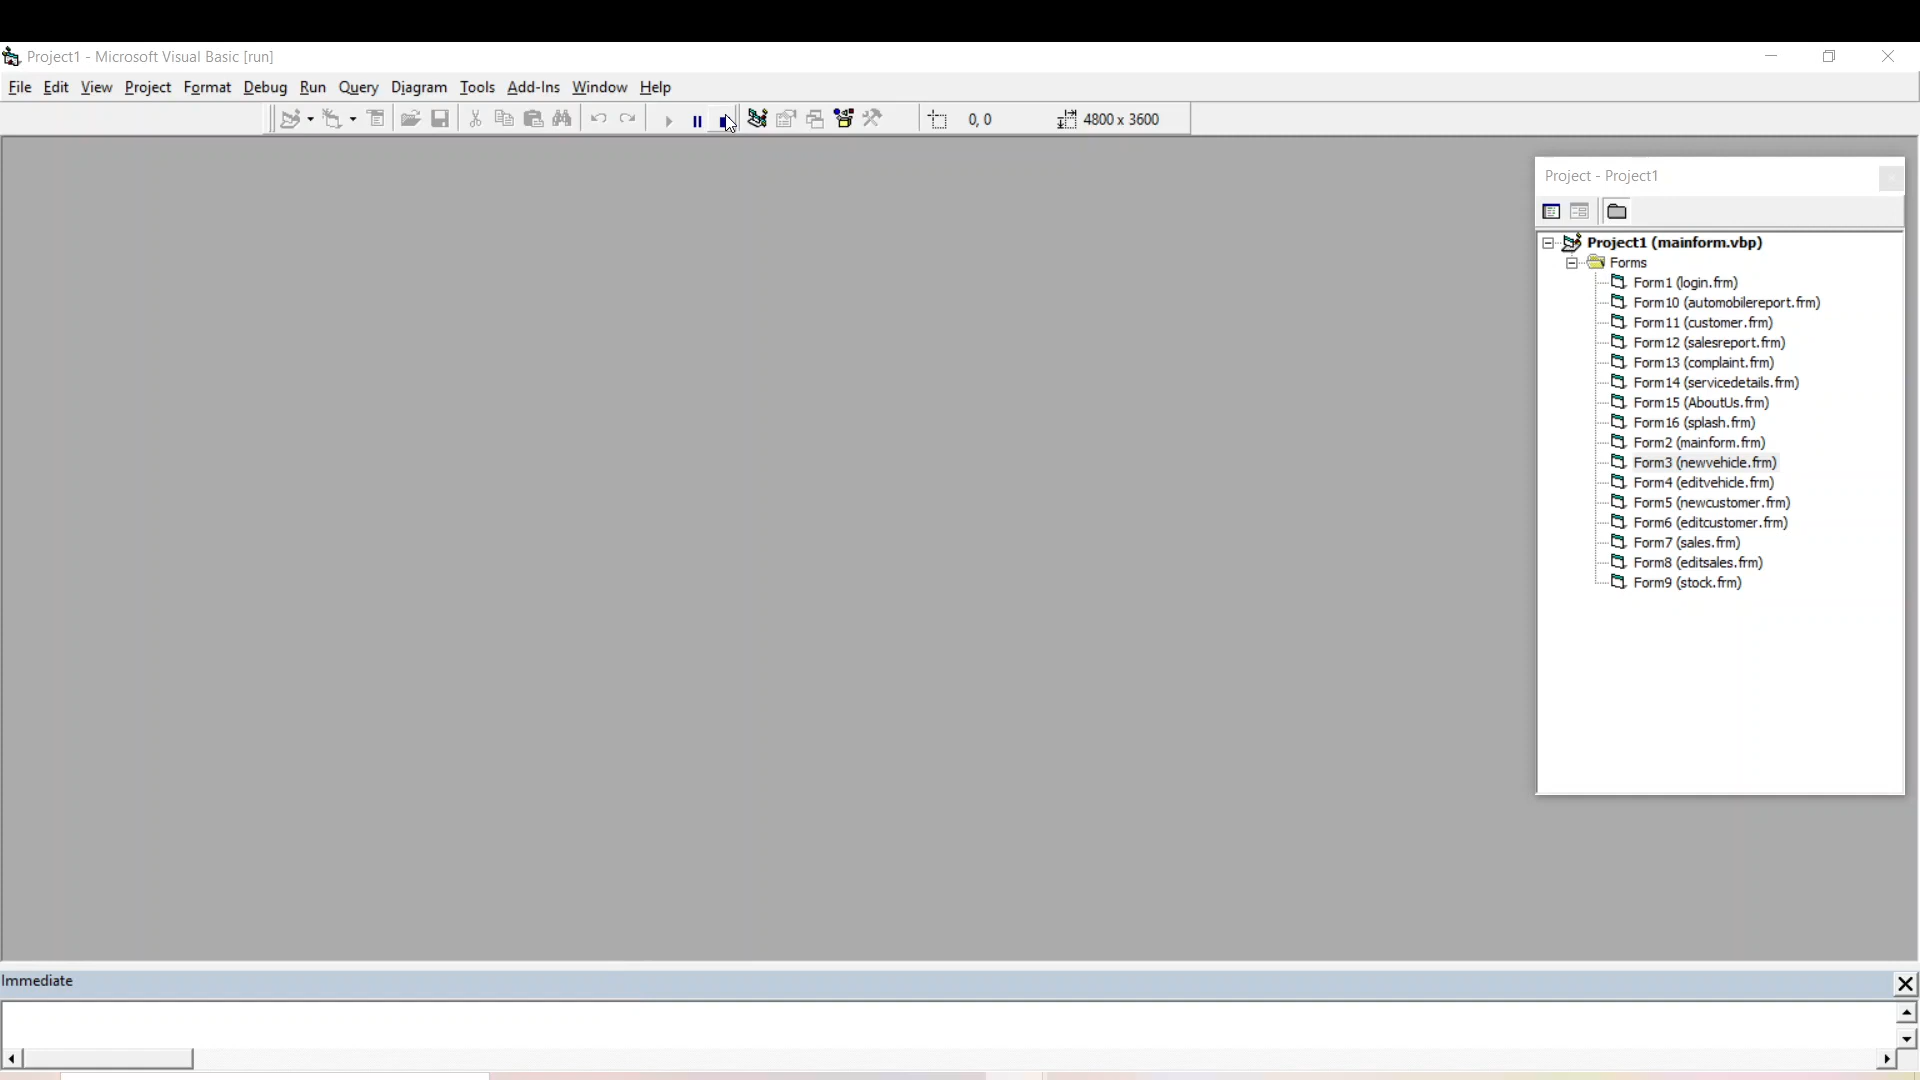 Project1 - Microsoft Visual Basic [run]
File Edit View Project Format Debug Run Query Diagram Tools Add-Ins Window Help
0, 0 4800 x 3600
Project - Project1
Project1 (mainform.vbp)
Forms
Form1 (login.frm)
Form10 (automobilereport.frm)
Form11 (customer.frm)
Form12 (salesreport.frm)
Form13 (complaint.frm)
Form14 (servicedetails.frm)
Form15 (AboutUs.frm)
Form16 (splash.frm)
Form2 (mainform.frm)
Form3 (newvehicle.frm)
Form4 (editvehicle.frm)
Form5 (newcustomer.frm)
Form6 (editcustomer.frm)
Form7 (sales.frm)
Form8 (editsales.frm)
Form9 (stock.frm)
Immediate